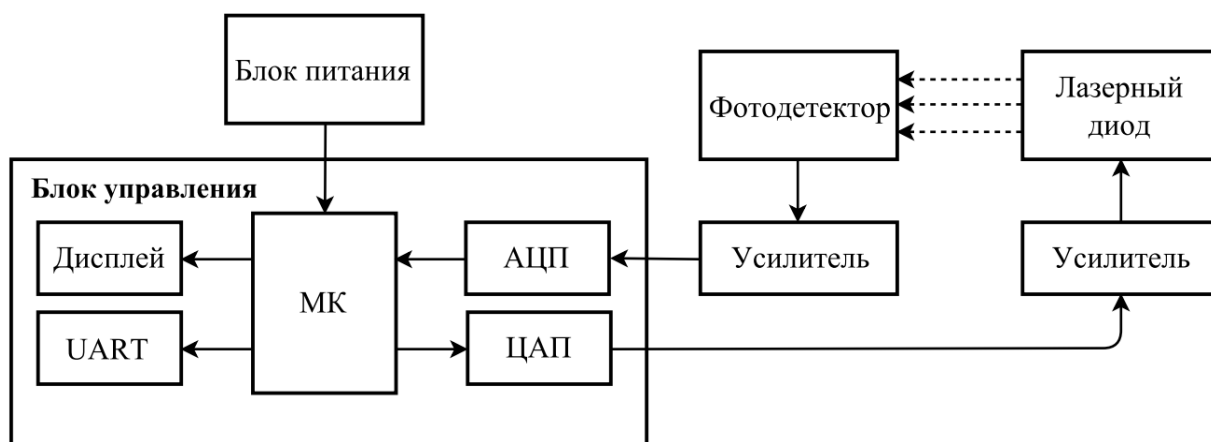 Блок питания
Фотодетектор
Лазерный
диод
Блок управления
Дисплей
МК
АЦП
Усилитель
Усилитель
UART
ЦАП